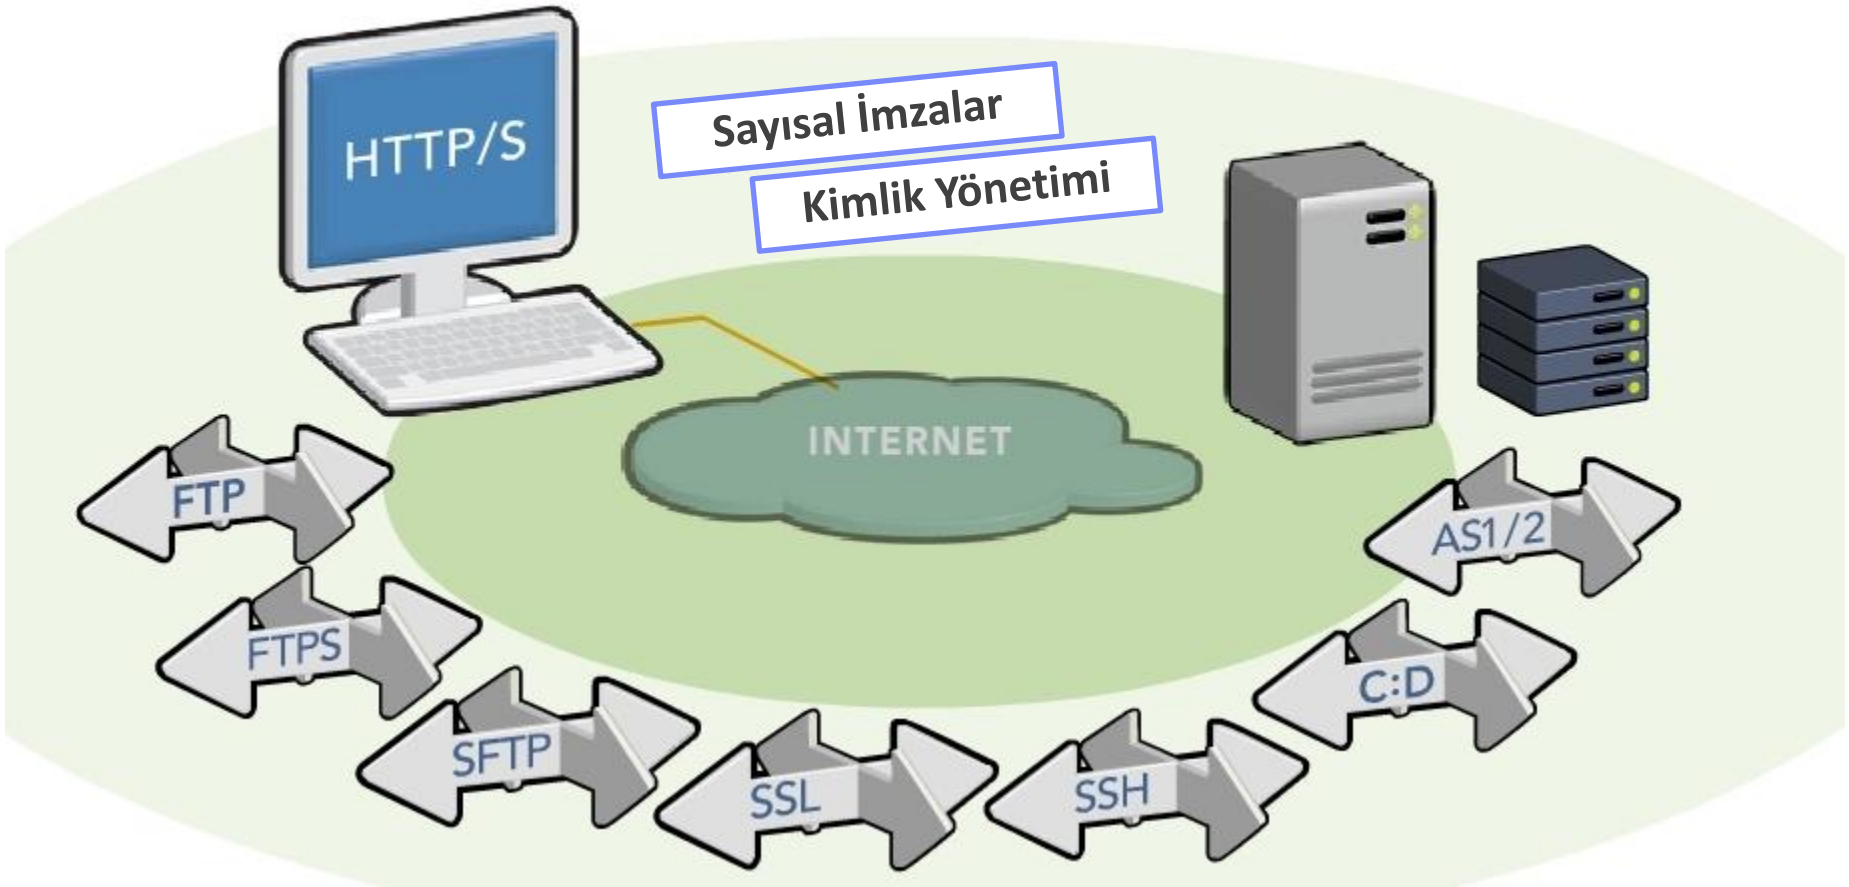 HTTP/S
Sayısal İmzalar
Kimlik Yönetimi
INTERNET
FTP
FTPS
SFTP
SSL
SSH
C:D
AS1/2